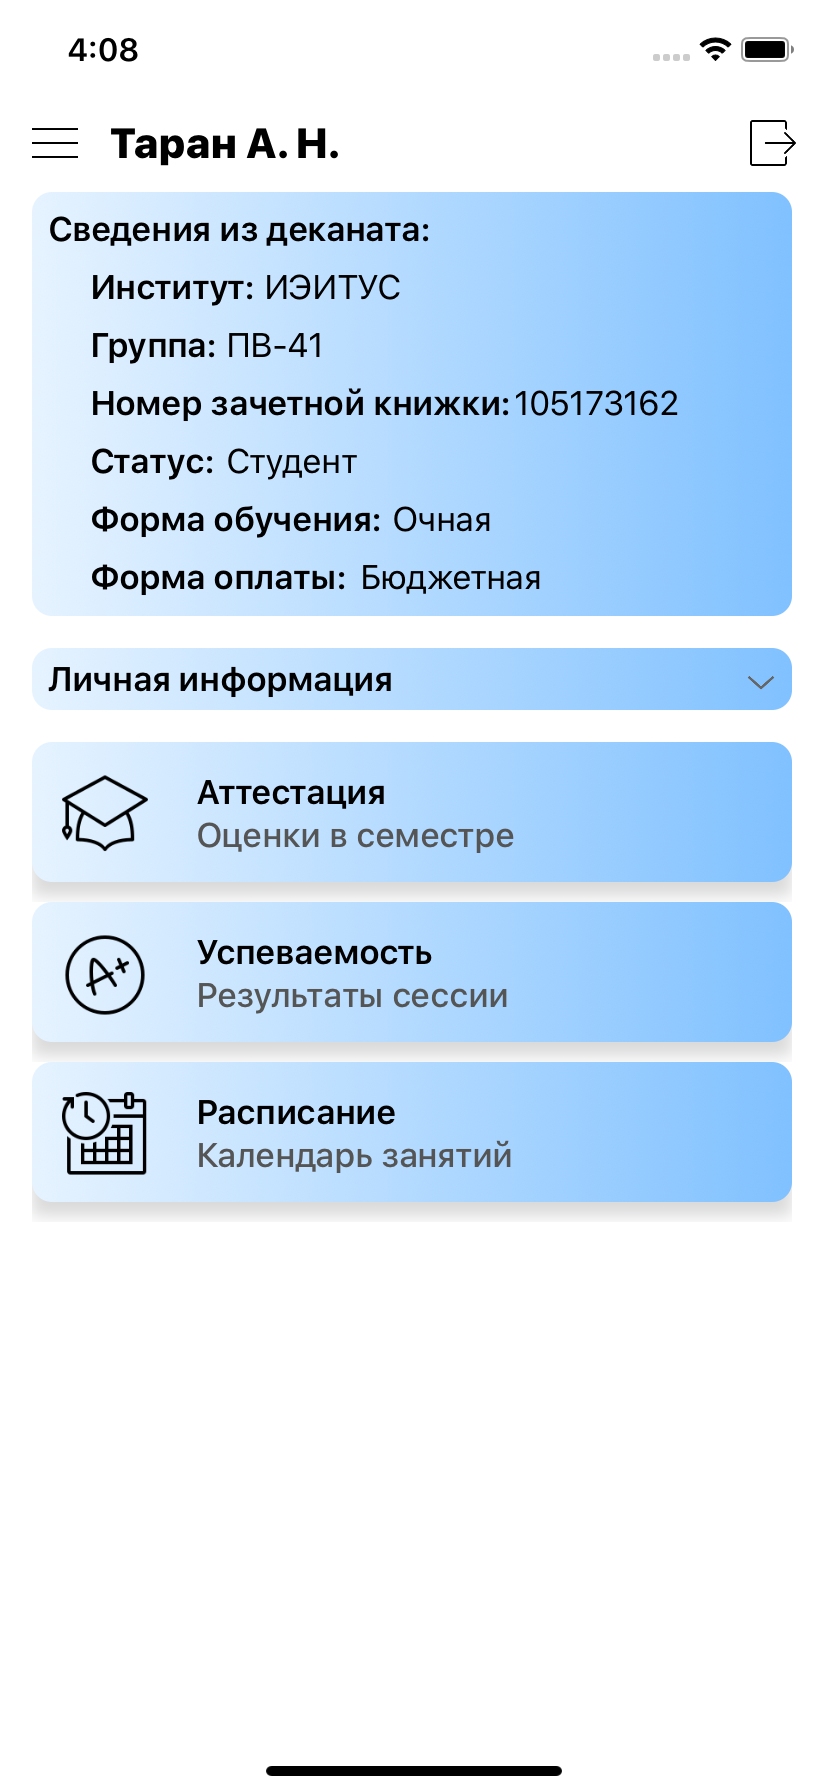 4:08
Таран А. Н.
Сведения из деканата:
Институт: ИЭИТУС
Группа: ПВ-41
Номер зачетной книжки: 105173162
Статус: Студент
Форма обучения: Очная
Форма оплаты: Бюджетная
Личная информация
Аттестация
Оценки в семестре
A+
Успеваемость
Результаты сессии
Расписание
Календарь занятий